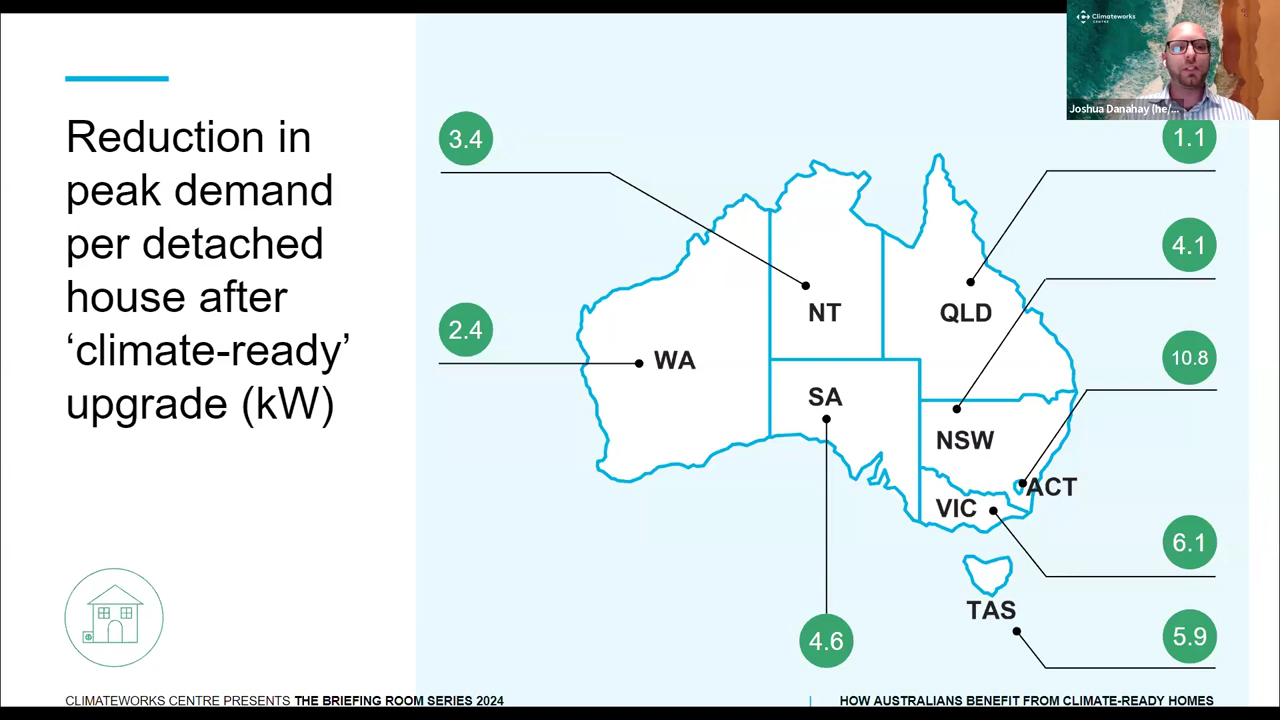 Climateworks
CENTRE
Joshua Danahay (he/...
Reduction in
peak demand
per detached
house after
‘climate-ready’
upgrade (kW)
3.4
1.1
4.1
2.4
10.8
NT
QLD
WA
SA
NSW
ACT
VIC
6.1
TAS
4.6
5.9
CLIMATEWORKS CENTRE PRESENTS THE BRIEFING ROOM SERIES 2024
| HOW AUSTRALIANS BENEFIT FROM CLIMATE-READY HOMES